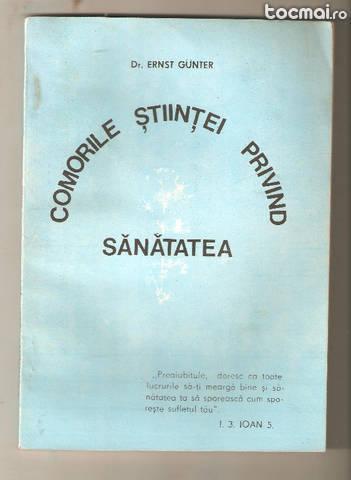 tocmai.ro
Dr. ERNST GÜNTER
COMORILE ȘTIINȚEI PRIVIND
SĂNĂTATEA
„Preaiubitule, doresc ca toate
lucrurile să-ți meargă bine și să-
nătatea ta să sporească cum spo-
rește sufletul tău".
I. 3. IOAN 5.